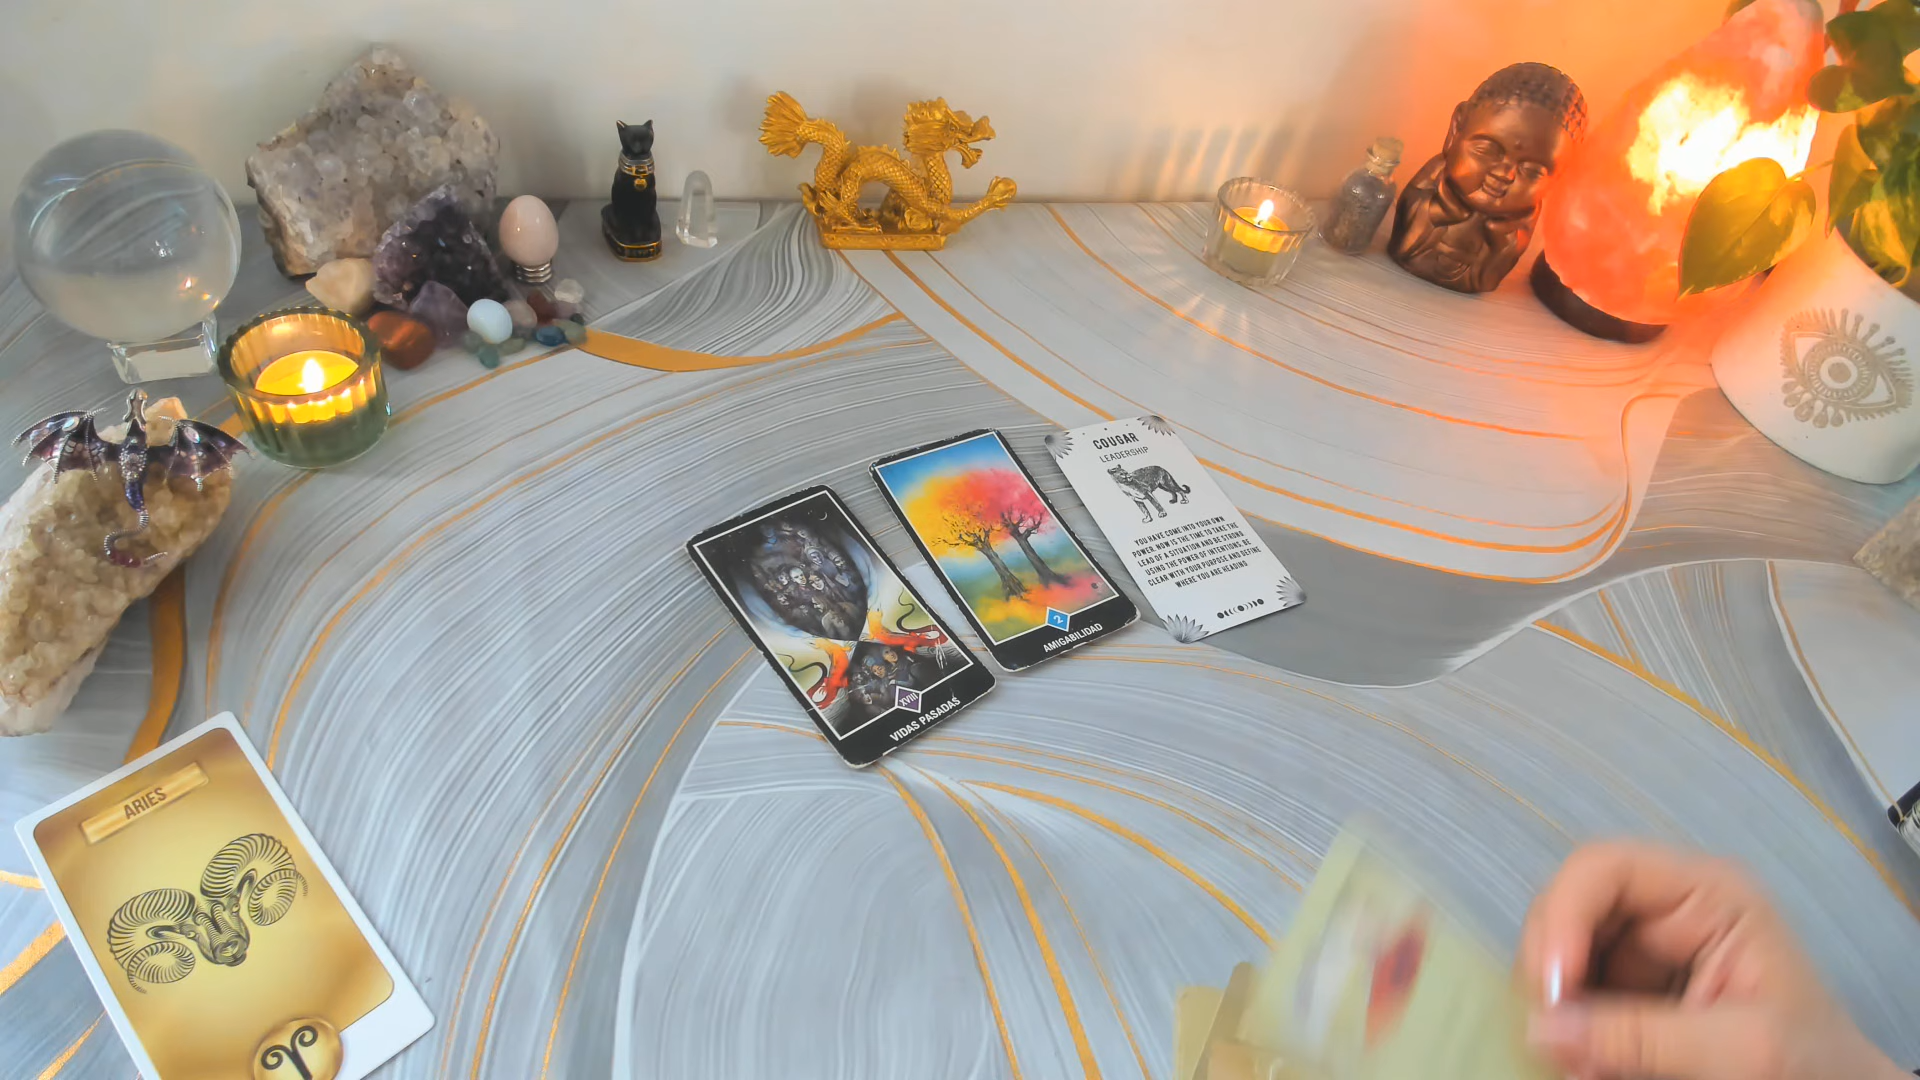 ARIES
XVIII
VIDAS PASADAS
2
AMIGABILIDAD
COUGAR
LEADERSHIP
YOU HAVE COME INTO YOUR OWN
POWER. NOW IS THE TIME TO TAKE THE
LEAD OF A SITUATION AND BE STRONG
USING THE POWER OF INTENTIONS. BE
CLEAR WITH YOUR PURPOSE AND DEFINE
WHERE YOU ARE HEADING